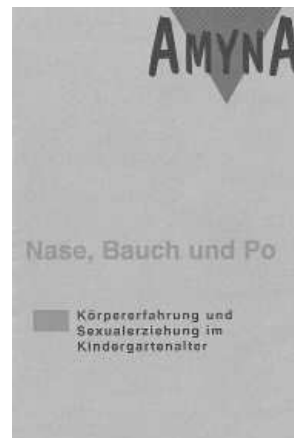 AMYNA
Nase, Bauch und Po
Körpererfahrung und
Sexualerziehung im
Kindergartenalter